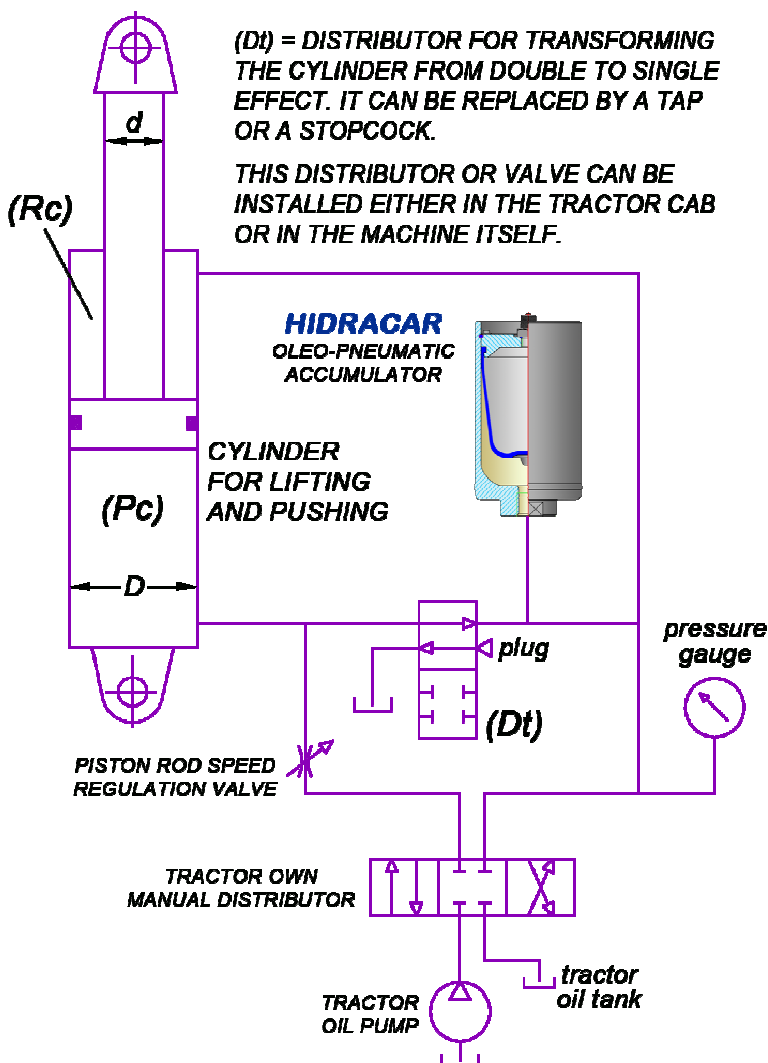 (Dt) = DISTRIBUTOR FOR TRANSFORMING
THE CYLINDER FROM DOUBLE TO SINGLE
EFFECT. IT CAN BE REPLACED BY A TAP
OR A STOPCOCK.
THIS DISTRIBUTOR OR VALVE CAN BE
INSTALLED EITHER IN THE TRACTOR CAB
OR IN THE MACHINE ITSELF.
d
(Rc)
HIDRACAR
OLEO-PNEUMATIC
ACCUMULATOR
CYLINDER
FOR LIFTING
AND PUSHING
(Pc)
D
plug
(Dt)
pressure
gauge
PISTON ROD SPEED
REGULATION VALVE
TRACTOR OWN
MANUAL DISTRIBUTOR
tractor
oil tank
TRACTOR
OIL PUMP